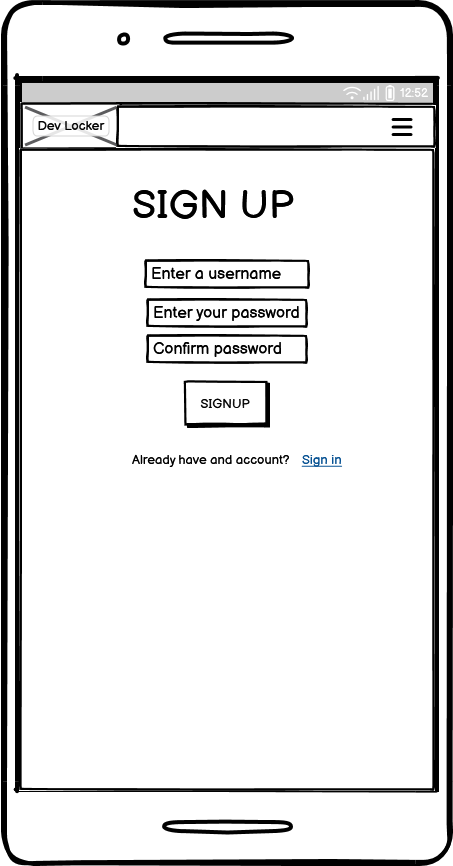 12:52
Dev Locker
SIGN UP
Enter a username
Enter your password
Confirm password
SIGNUP
Already have and account? Sign in